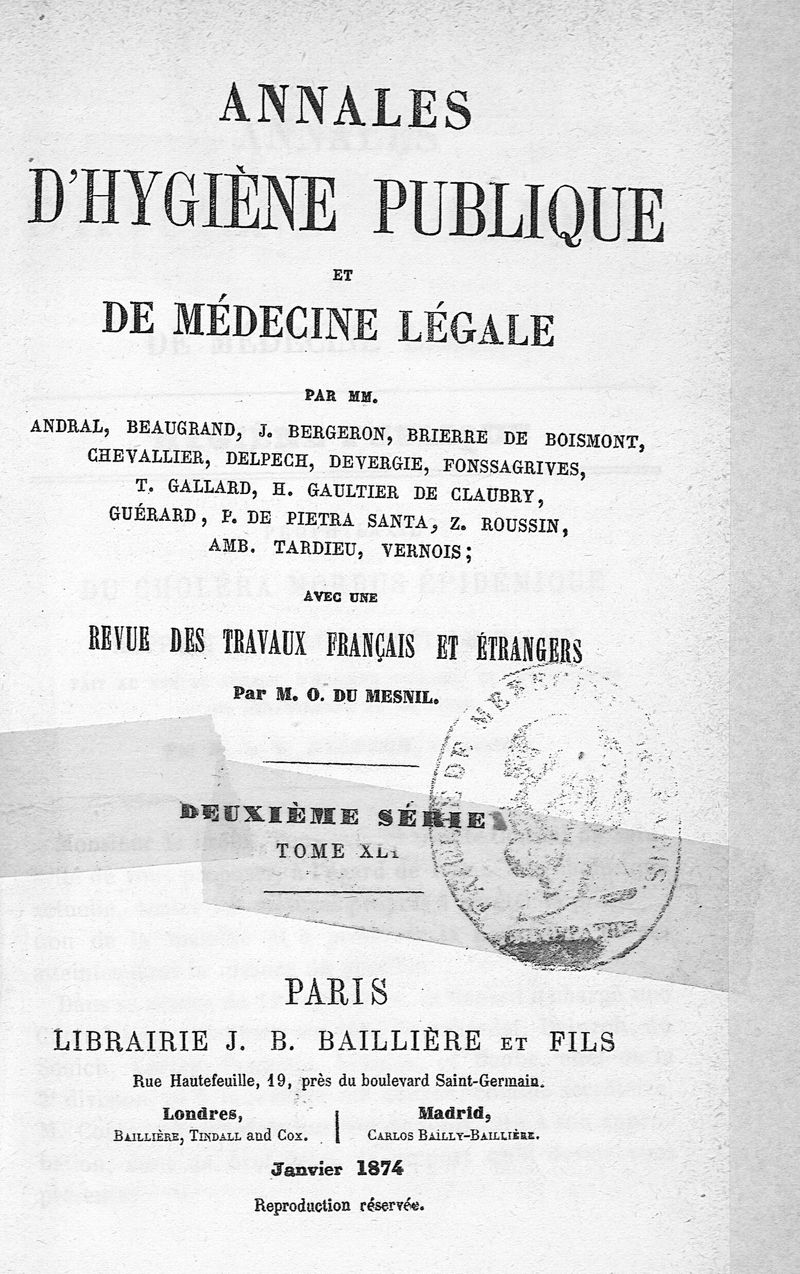 ANNALES
D'HYGIÈNE PUBLIQUE
ET
DE MÉDECINE LÉGALE
PAR MM.
ANDRAL, BEAUGRAND, J. BERGERON, BRIERRE DE BOISMONT,
CHEVALLIER, DELPECH, DEVERGIE, FONSSAGRIVES,
T. GALLARD, H. GAULTIER DE CLAUBRY,
GUÉRARD, P. DE PIETRA SANTA, Z. ROUSSIN,
AMB. TARDIEU, VERNOIS;
AVEC UNE
REVUE DES TRAVAUX FRANÇAIS ET ÉTRANGERS
Par M. O. DU MESNIL.
DEUXIÈME SÉRIE
TOME XLI
PARIS
LIBRAIRIE J. B. BAILLIÈRE ET FILS
Rue Hautefeuille, 19, près du boulevard Saint-Germain.
Londres, Madrid,
BAILLIÈRE, TINDALL and COX. CARLOS BAILLY-BAILLIÈRE.
Janvier 1874
Reproduction réservée.